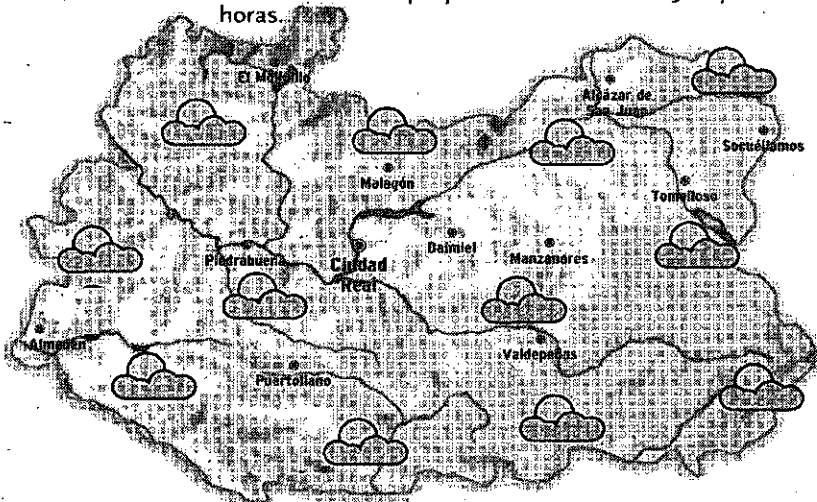 horas.
El Molinillo
Alcázar de
San Juan
Socuéllamos
Malagón
Tomelloso
Piedrabuena
Ciudad
Real
Daimiel
Manzanares
Almadén
Valdepeñas
Puertollano